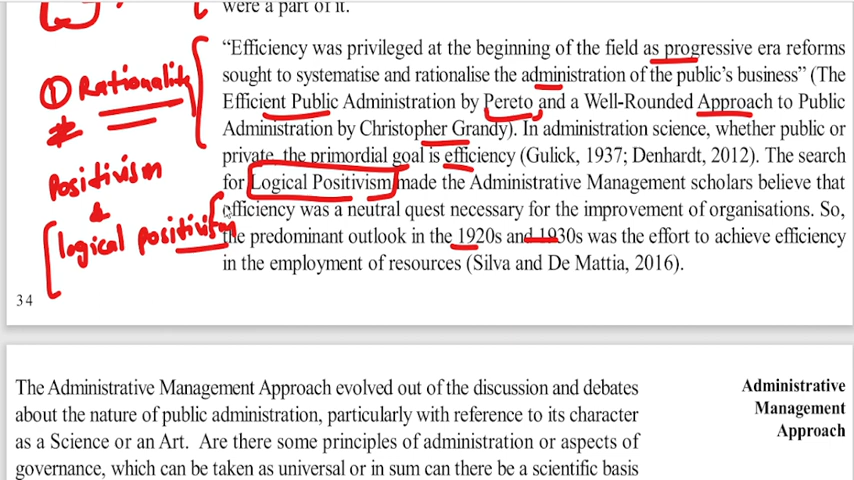 were a part of it.
① Rationality
Positivism
&
logical positivism
“Efficiency was privileged at the beginning of the field as progressive era reforms
sought to systematise and rationalise the administration of the public’s business” (The
Efficient Public Administration by Pereto and a Well-Rounded Approach to Public
Administration by Christopher Grandy). In administration science, whether public or
private, the primordial goal is efficiency (Gulick, 1937; Denhardt, 2012). The search
for Logical Positivism made the Administrative Management scholars believe that
efficiency was a neutral quest necessary for the improvement of organisations. So,
the predominant outlook in the 1920s and 1930s was the effort to achieve efficiency
in the employment of resources (Silva and De Mattia, 2016).
34
The Administrative Management Approach evolved out of the discussion and debates
about the nature of public administration, particularly with reference to its character
as a Science or an Art. Are there some principles of administration or aspects of
governance, which can be taken as universal or in sum can there be a scientific basis
Administrative
Management
Approach